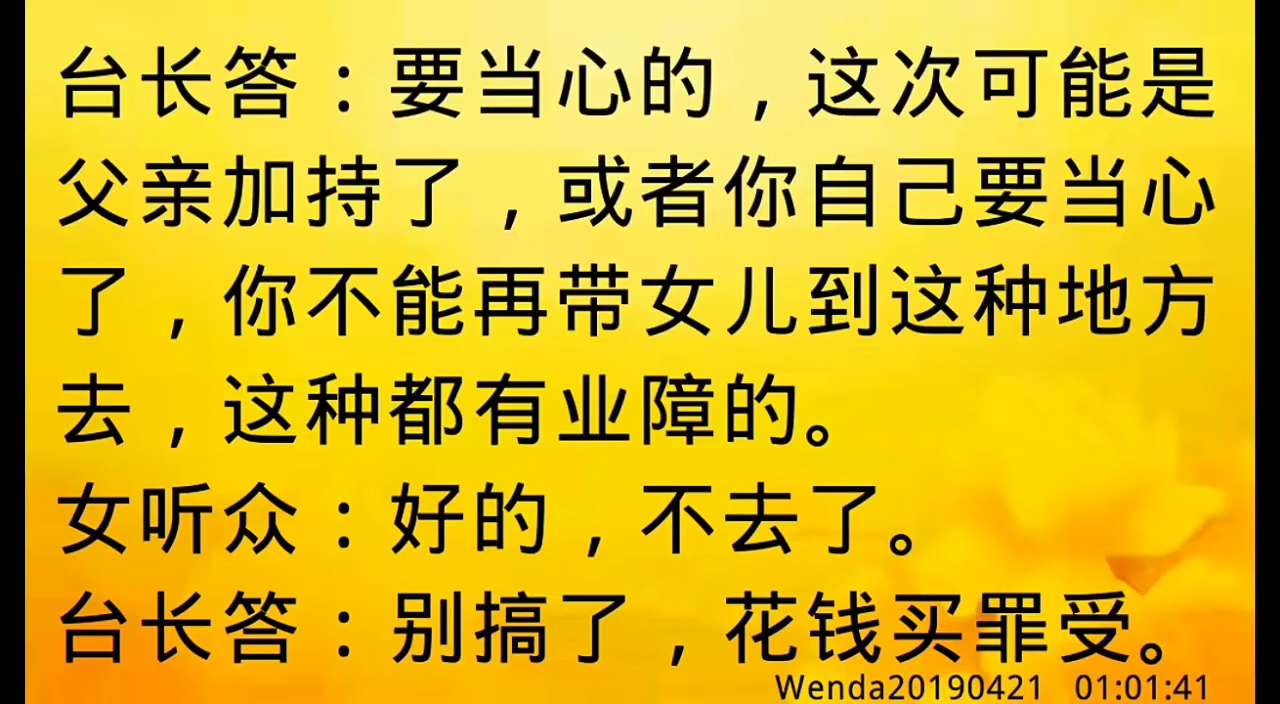 台长答：要当心的，这次可能是
父亲加持了，或者你自己要当心
了，你不能再带女儿到这种地方
去，这种都有业障的。
女听众：好的，不去了。
台长答：别搞了，花钱买罪受。
Wenda20190421 01:01:41